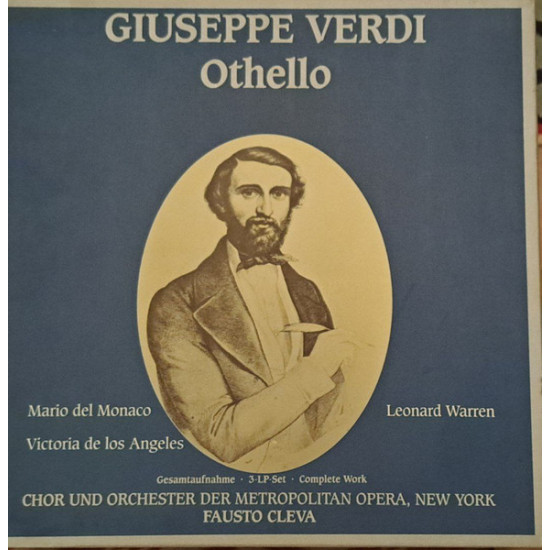 GIUSEPPE VERDI
Othello
Mario del Monaco
Leonard Warren
Victoria de los Angeles
Gesamtaufnahme · 3-LP-Set · Complete Work
CHOR UND ORCHESTER DER METROPOLITAN OPERA, NEW YORK
FAUSTO CLEVA